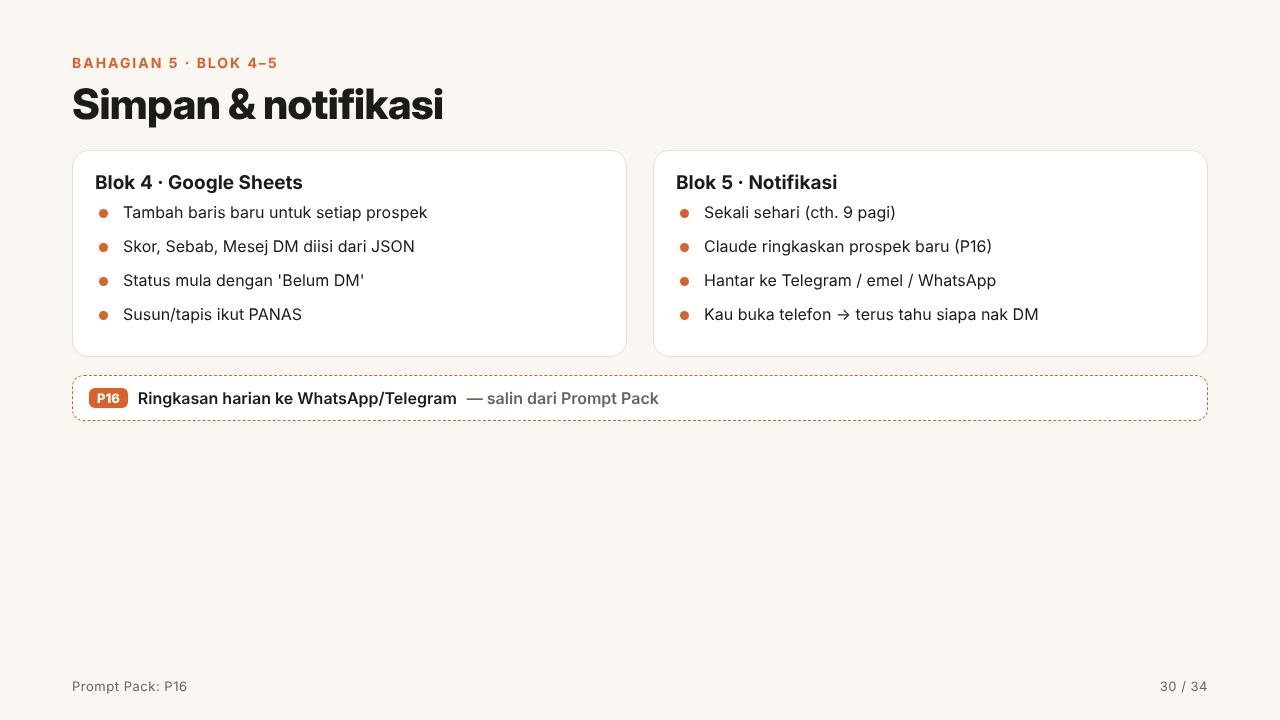 BAHAGIAN 5 · BLOK 4–5
Simpan & notifikasi
Blok 4 · Google Sheets
Tambah baris baru untuk setiap prospek
Skor, Sebab, Mesej DM diisi dari JSON
Status mula dengan 'Belum DM'
Susun/tapis ikut PANAS
Blok 5 · Notifikasi
Sekali sehari (cth. 9 pagi)
Claude ringkaskan prospek baru (P16)
Hantar ke Telegram / emel / WhatsApp
Kau buka telefon → terus tahu siapa nak DM
P16 Ringkasan harian ke WhatsApp/Telegram — salin dari Prompt Pack
Prompt Pack: P16
30 / 34